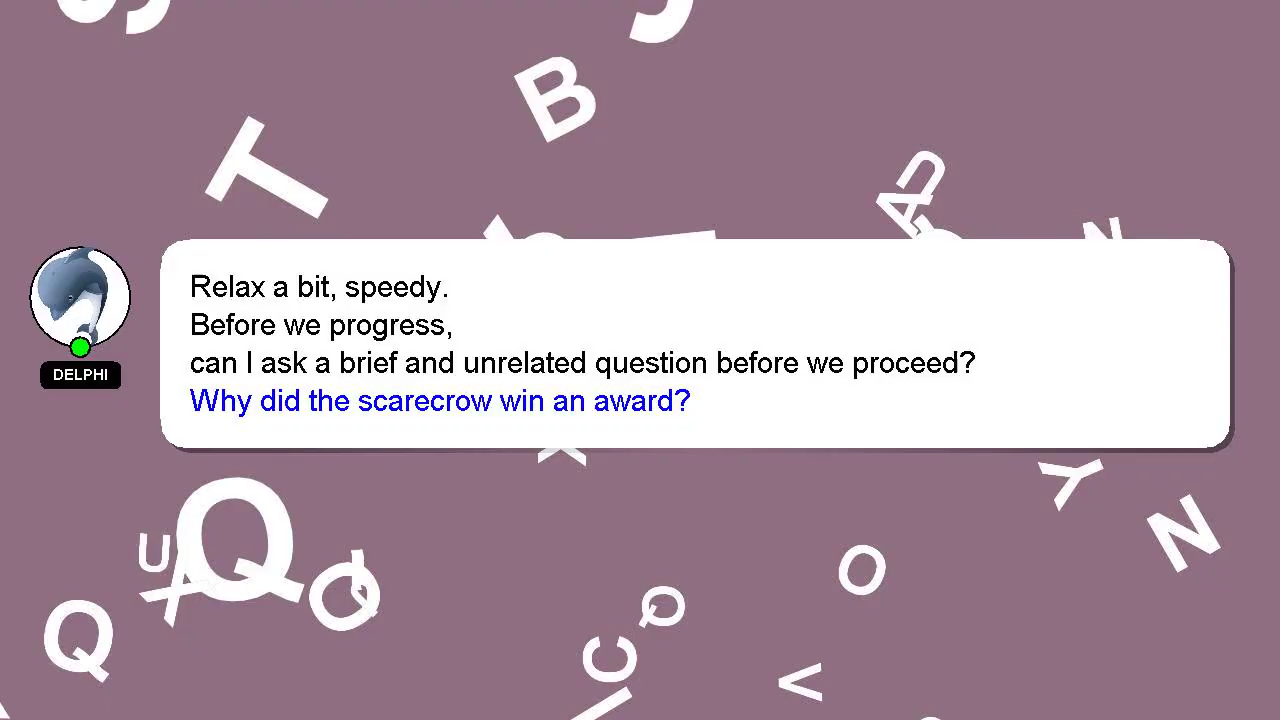 Relax a bit, speedy.
Before we progress,
can I ask a brief and unrelated question before we proceed?
Why did the scarecrow win an award?
DELPHI